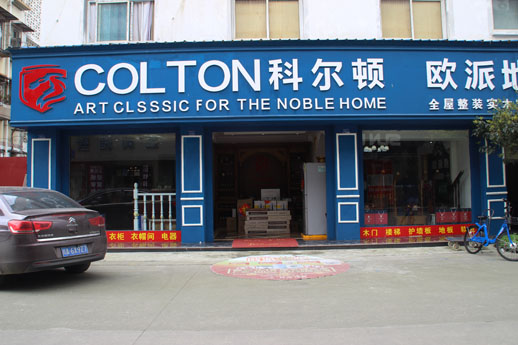 COLTON科尔顿 欧派地
ART CLSSSIC FOR THE NOBLE HOME
全屋整装实木
衣柜 衣帽间 电器
木门 楼梯 护墙板 地板